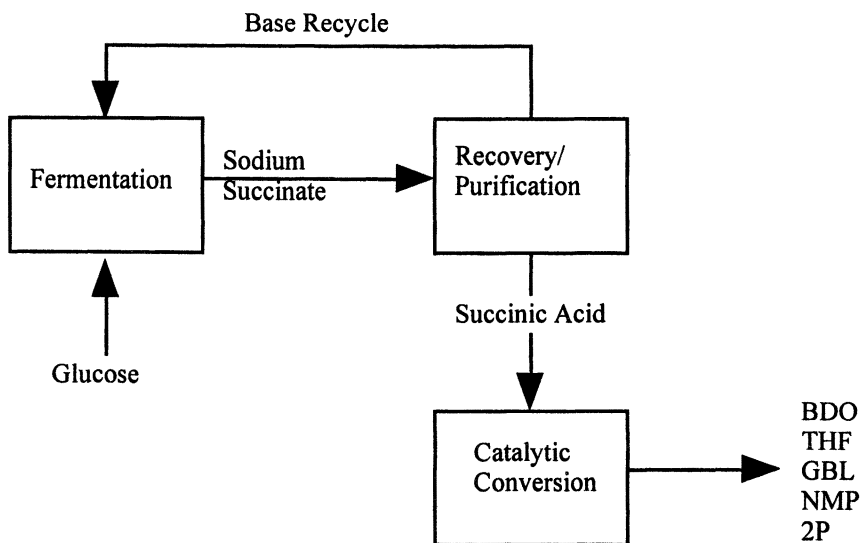 Base Recycle
Fermentation
Sodium
Succinate
Recovery/
Purification
Glucose
Succinic Acid
Catalytic
Conversion
BDO
THF
GBL
NMP
2P